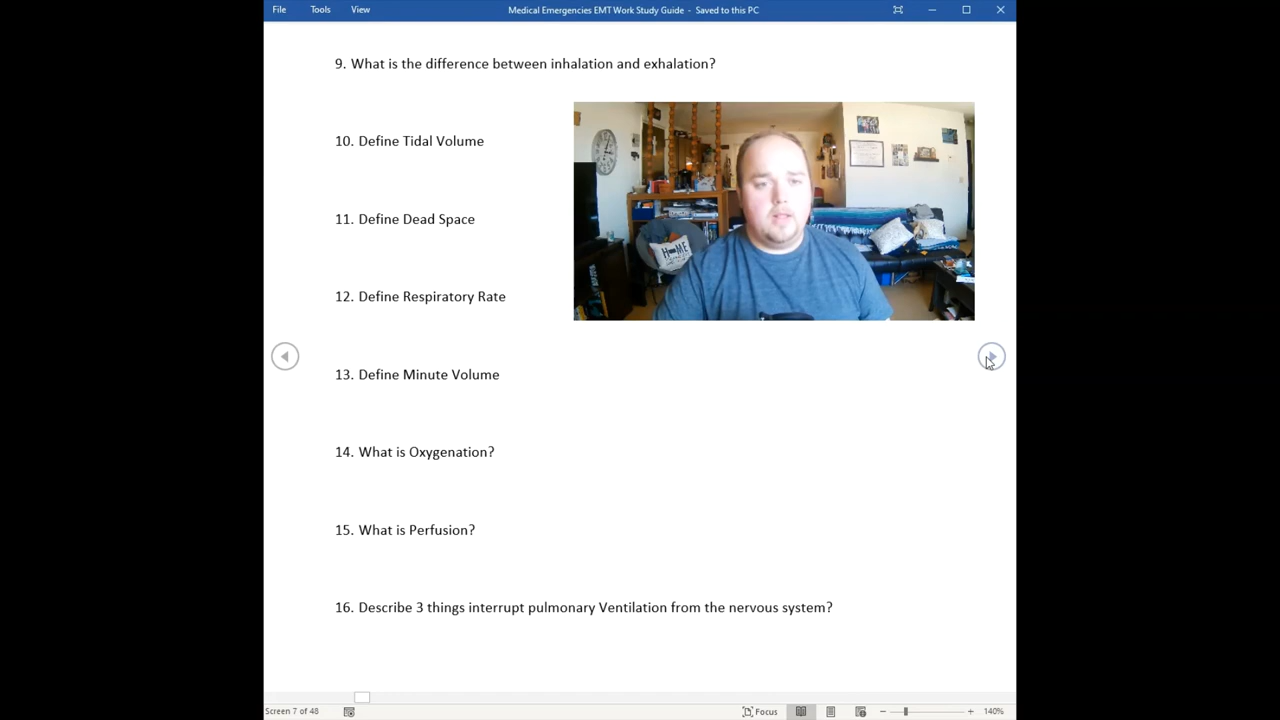 File Tools View Medical Emergencies EMT Work Study Guide - Saved to this PC
9. What is the difference between inhalation and exhalation?
10. Define Tidal Volume
11. Define Dead Space
12. Define Respiratory Rate
HOME
13. Define Minute Volume
14. What is Oxygenation?
15. What is Perfusion?
16. Describe 3 things interrupt pulmonary Ventilation from the nervous system?
Screen 7 of 48 Focus 140%